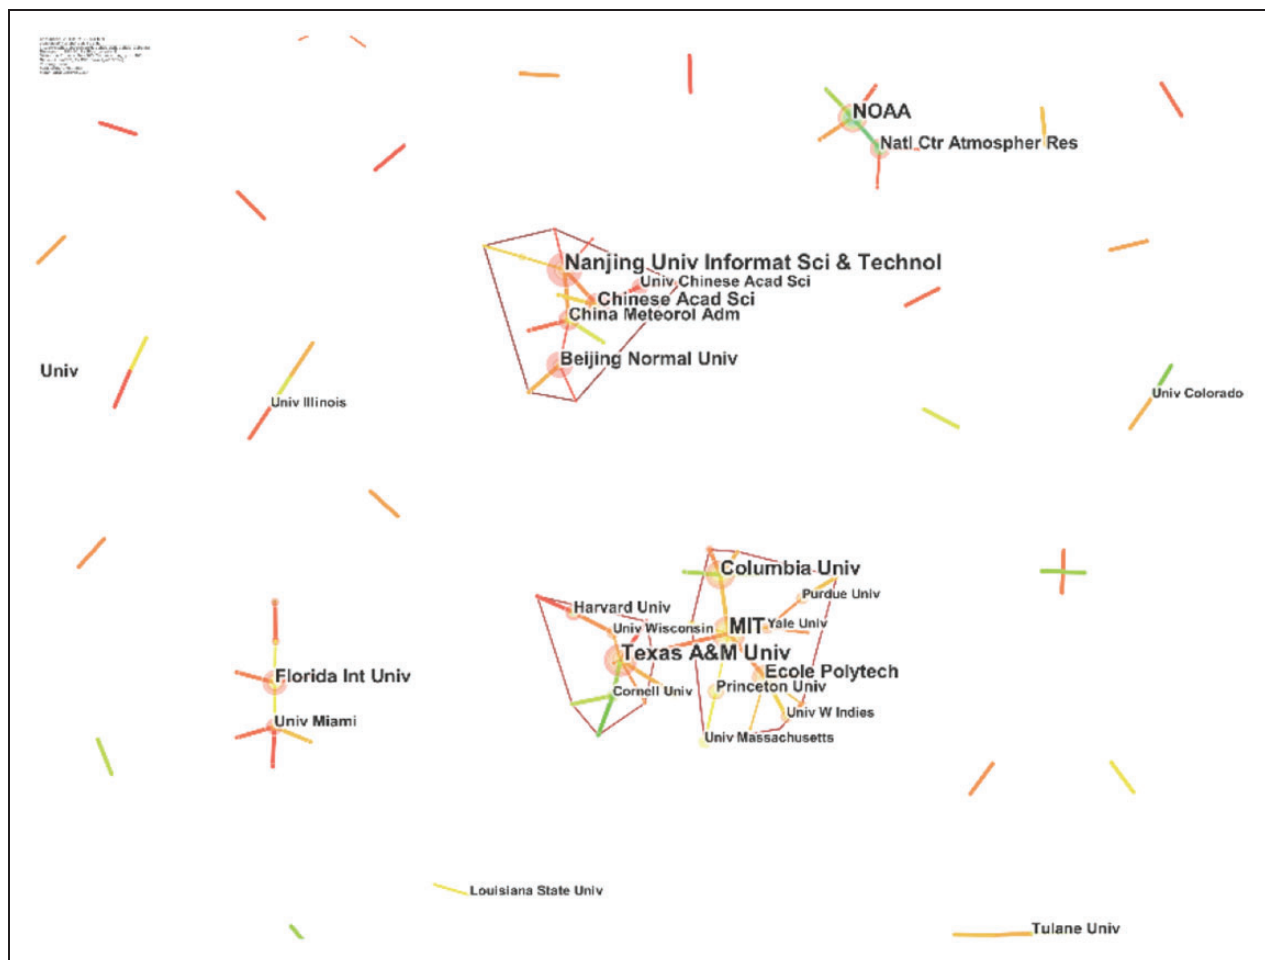 NOAA
Natl Ctr Atmospher Res
Nanjing Univ Informat Sci & Technol
Univ Chinese Acad Sci
Chinese Acad Sci
China Meteorol Adm
Beijing Normal Univ
Univ
Univ Illinois
Univ Colorado
Columbia Univ
Purdue Univ
Harvard Univ
Univ Wisconsin
MIT
Yale Univ
Texas A&M Univ
Ecole Polytech
Florida Int Univ
Cornell Univ
Princeton Univ
Univ W Indies
Univ Miami
Univ Massachusetts
Louisiana State Univ
Tulane Univ